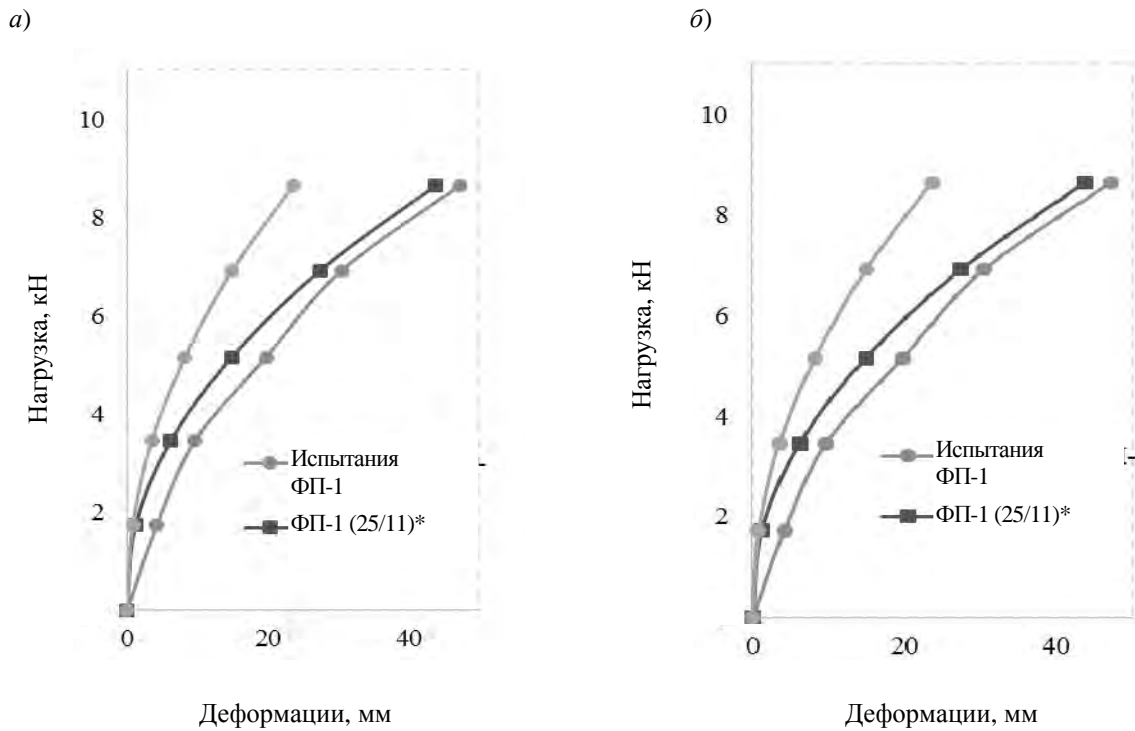 а)
10
8
6
4
2
0
20
40
Нагрузка, кН
Испытания
ФП-1
ФП-1 (25/11)*
Деформации, мм
б)
10
8
6
4
2
0
20
40
Нагрузка, кН
Испытания
ФП-1
ФП-1 (25/11)*
Деформации, мм